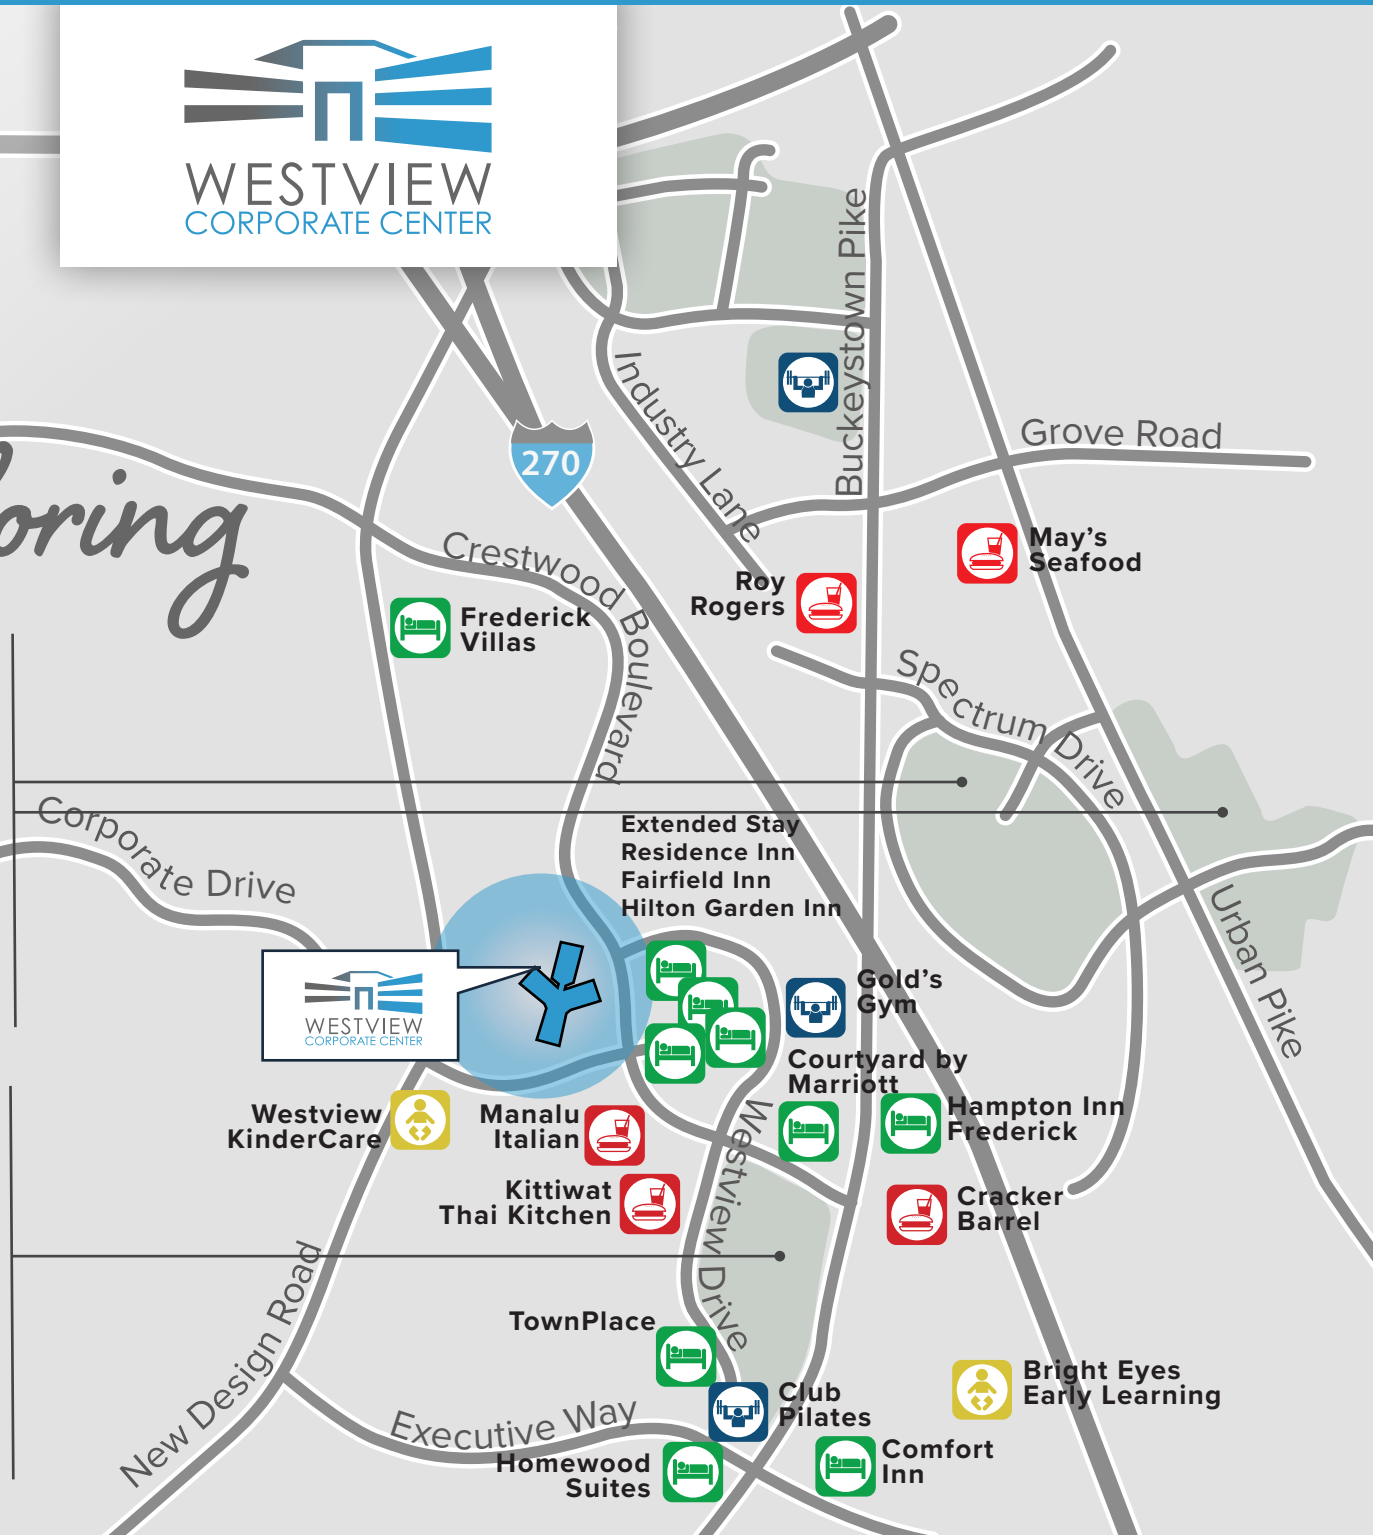 WESTVIEW
CORPORATE CENTER
Buckeystown Pike
Industry Lane
Grove Road
270
oring
Crestwood Boulevard
May's
Seafood
Roy
Rogers
Frederick
Villas
Spectrum Drive
Corporate Drive
Extended Stay
Residence Inn
Fairfield Inn
Hilton Garden Inn
Urban Pike
WESTVIEW
CORPORATE CENTER
Gold's
Gym
Courtyard by
Marriott
Hampton Inn
Frederick
Westview
KinderCare
Manalu
Italian
Westview Drive
Kittiwat
Thai Kitchen
Cracker
Barrel
New Design Road
TownPlace
Bright Eyes
Early Learning
Club
Pilates
Executive Way
Homewood
Suites
Comfort
Inn